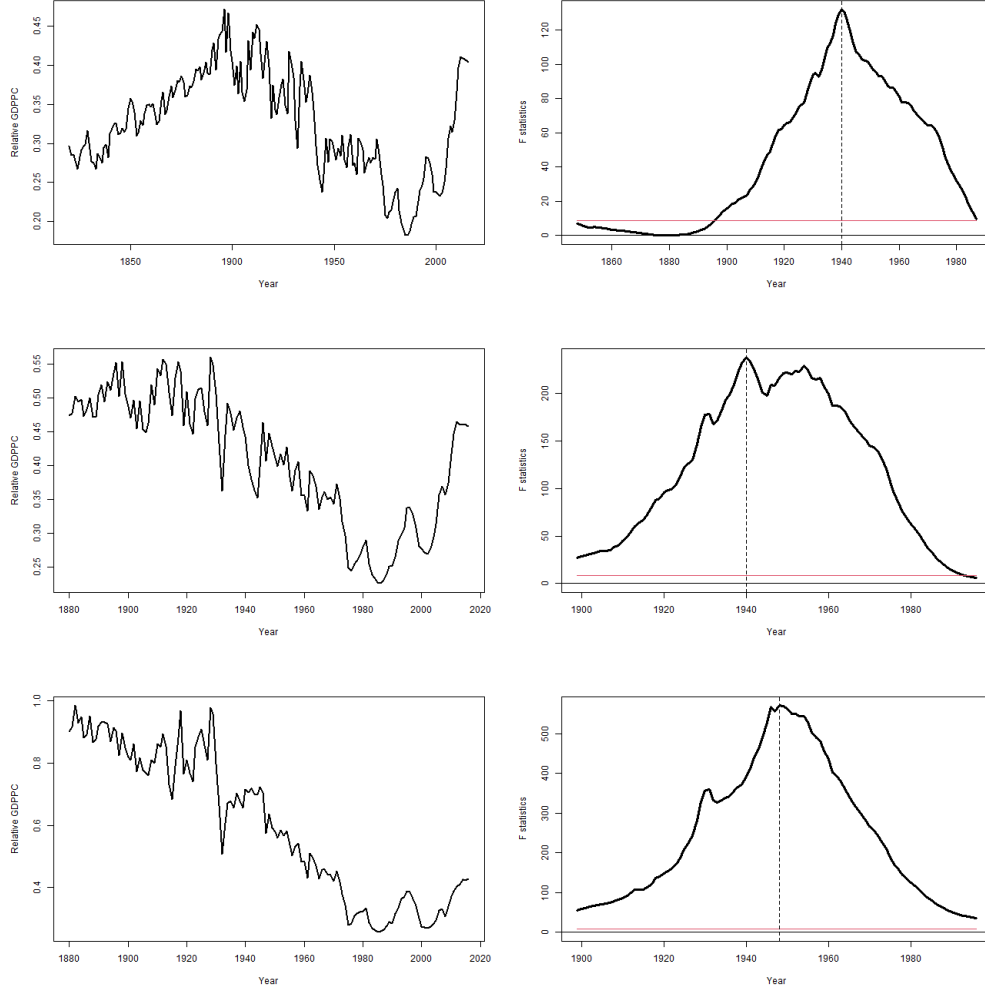 Relative GDPPC
0.20 0.25 0.30 0.35 0.40 0.45
1850 1900 1950 2000
Year
F statistics
0 20 40 60 80 100 120
1860 1880 1900 1920 1940 1960 1980
Year
Relative GDPPC
0.25 0.30 0.35 0.40 0.45 0.50 0.55
1880 1900 1920 1940 1960 1980 2000 2020
Year
F statistics
0 50 100 150 200
1900 1920 1940 1960 1980
Year
Relative GDPPC
0.4 0.6 0.8 1.0
1880 1900 1920 1940 1960 1980 2000 2020
Year
F statistics
0 100 200 300 400 500
1900 1920 1940 1960 1980
Year